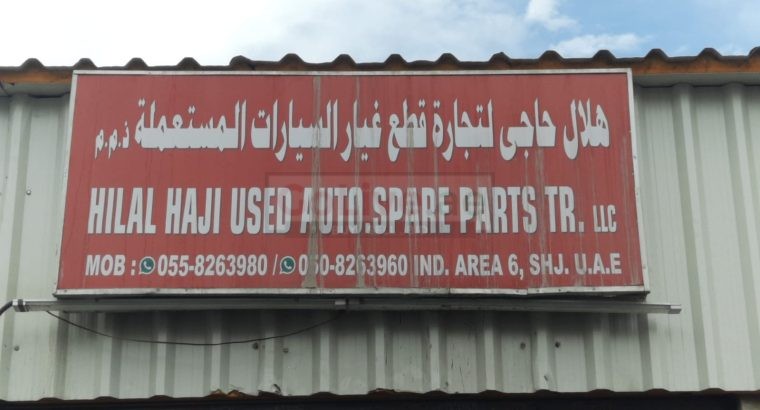 هلال حاجى لتجارة قطع غيار السيارات المستعملة ذ.م.م
HILAL HAJI USED AUTO.SPARE PARTS TR. LLC
MOB : 055-8263980 / 050-8263960 IND. AREA 6, SHJ. U.A.E